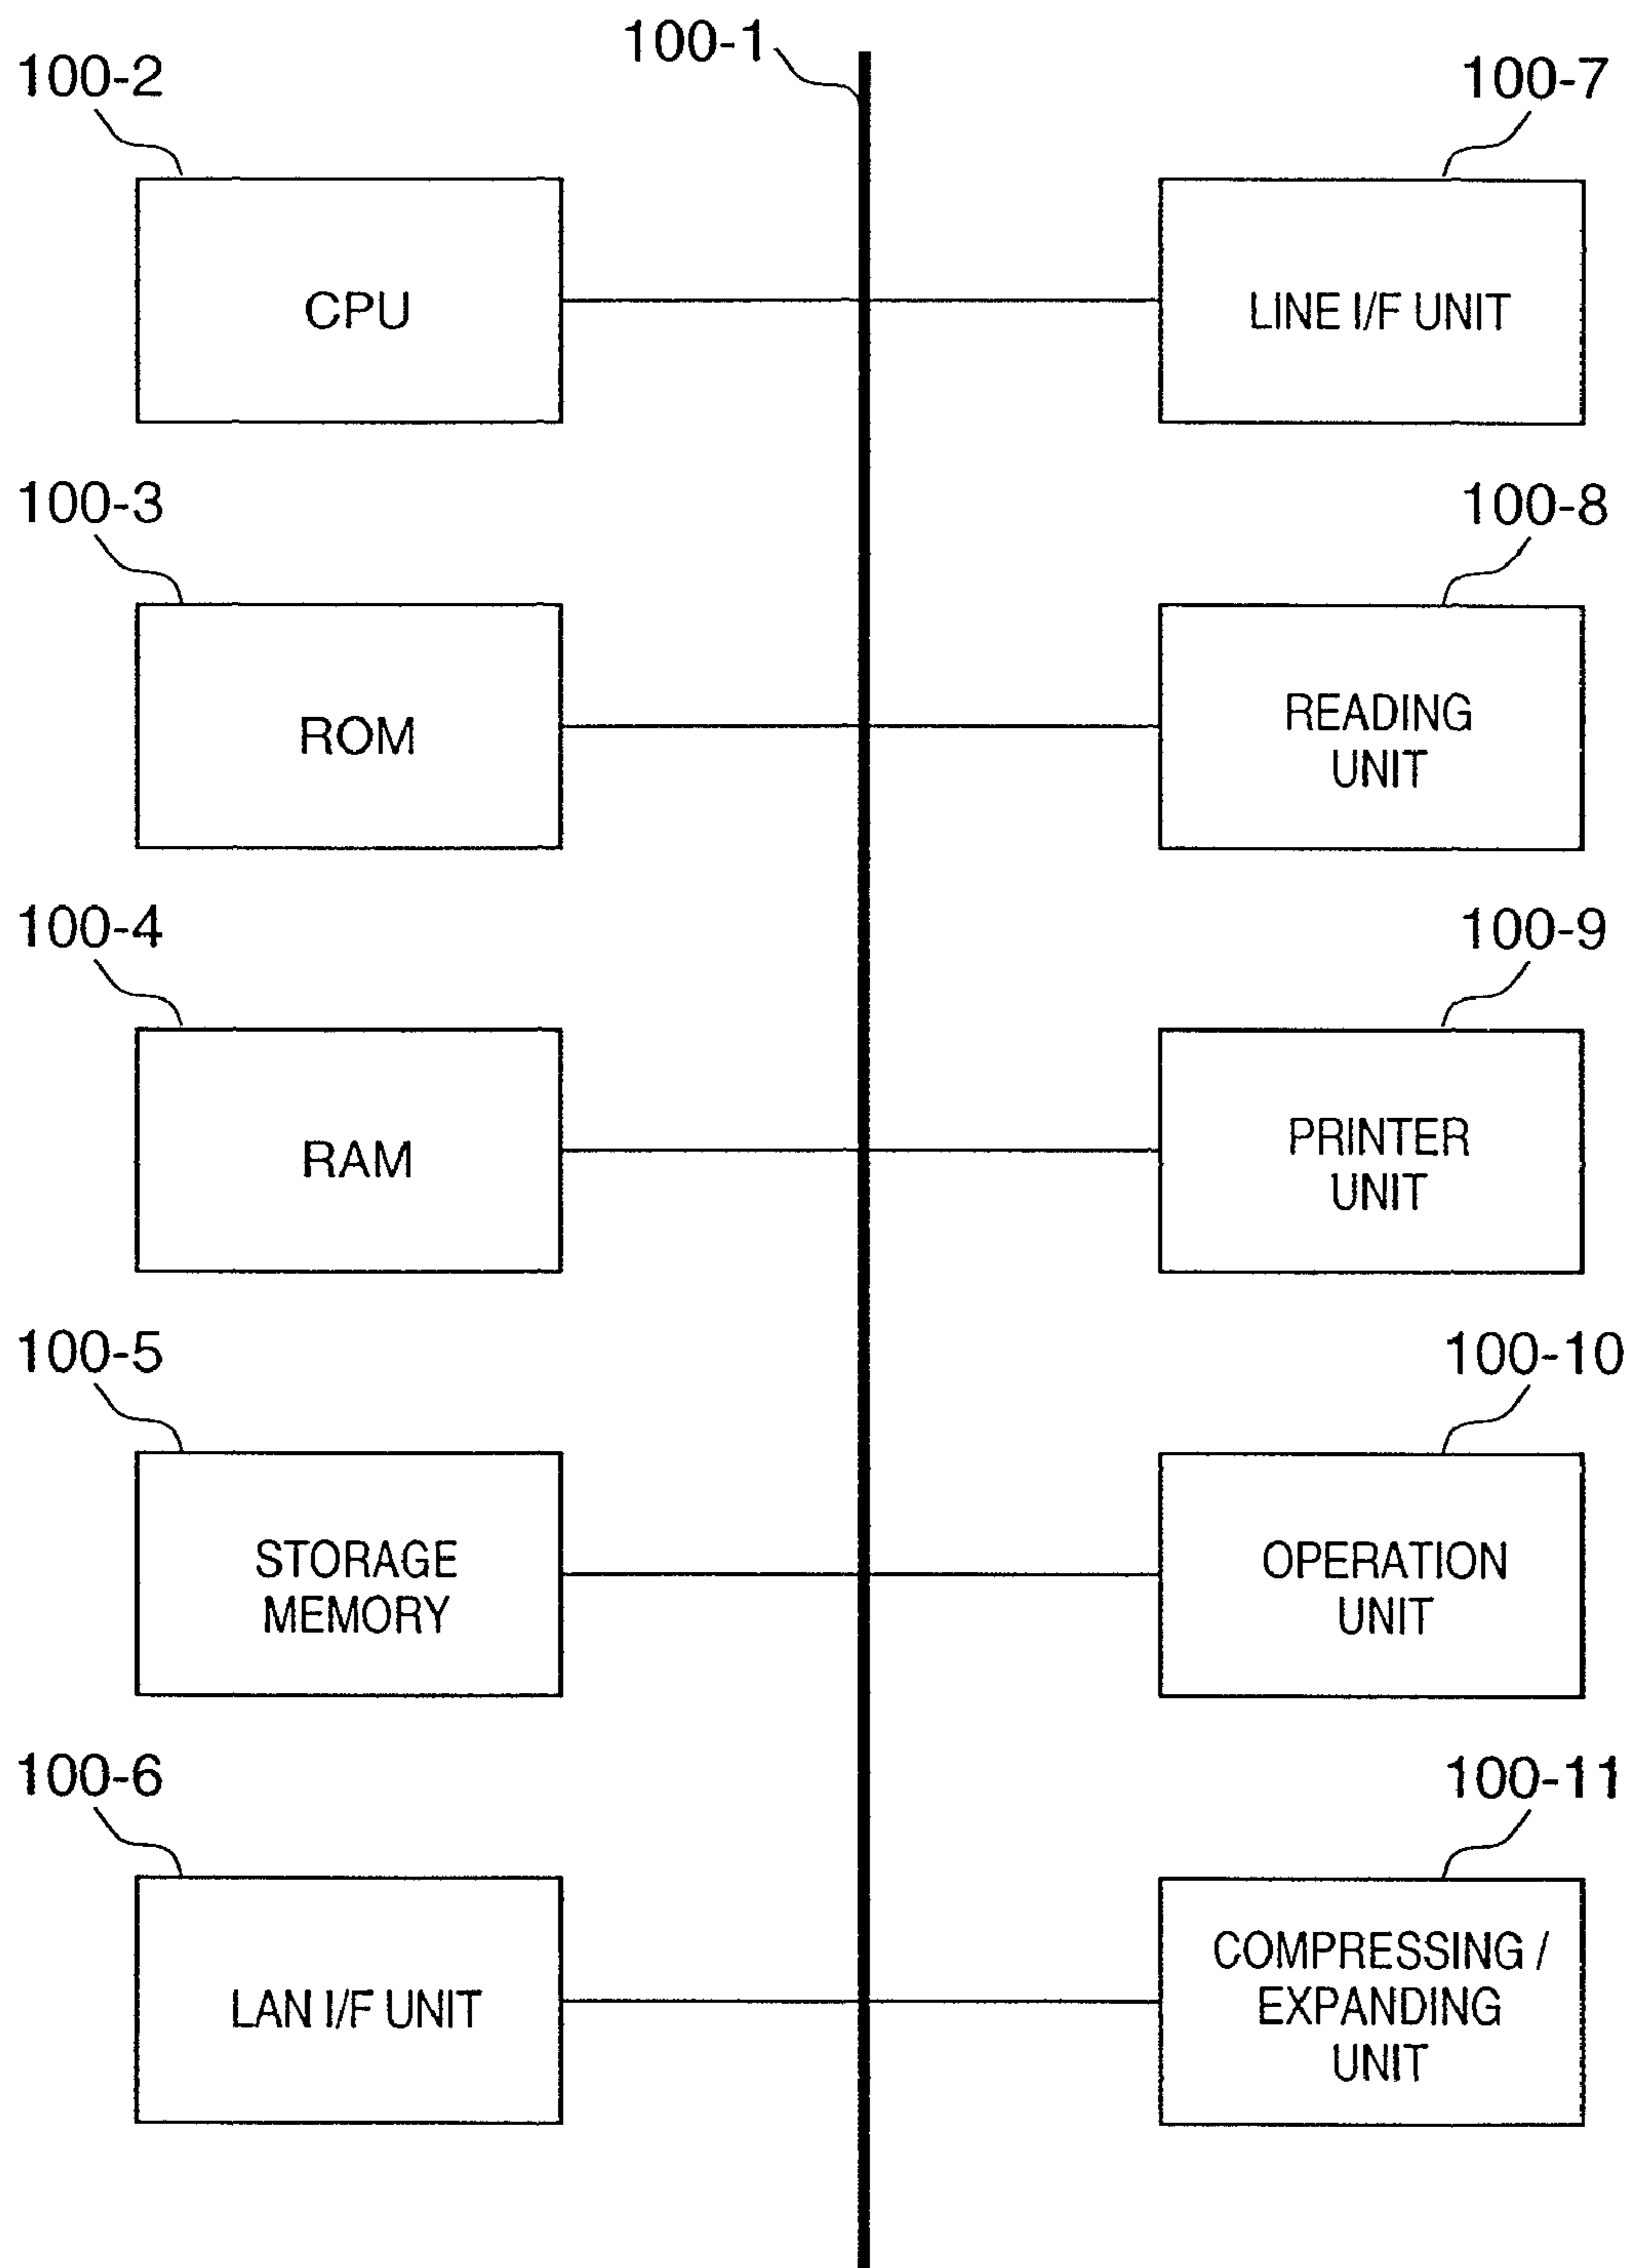 100-1
100-2
CPU
100-7
LINE I/F UNIT
100-3
ROM
100-8
READING
UNIT
100-4
RAM
100-9
PRINTER
UNIT
100-5
STORAGE
MEMORY
100-10
OPERATION
UNIT
100-6
LAN I/F UNIT
100-11
COMPRESSING /
EXPANDING
UNIT